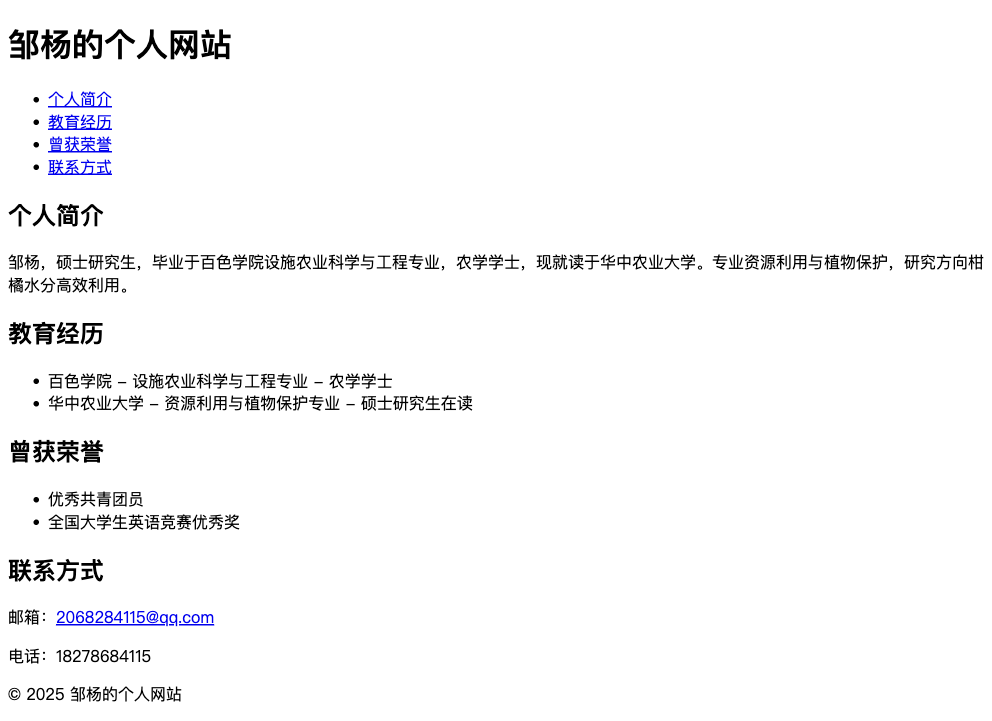 邹杨的个人网站
个人简介
教育经历
曾获荣誉
联系方式
个人简介
邹杨，硕士研究生，毕业于百色学院设施农业科学与工程专业，农学学士，现就读于华中农业大学。专业资源利用与植物保护，研究方向柑
橘水分高效利用。
教育经历
百色学院 – 设施农业科学与工程专业 – 农学学士
华中农业大学 – 资源利用与植物保护专业 – 硕士研究生在读
曾获荣誉
优秀共青团员
全国大学生英语竞赛优秀奖
联系方式
邮箱：2068284115@qq.com
电话：18278684115
© 2025 邹杨的个人网站